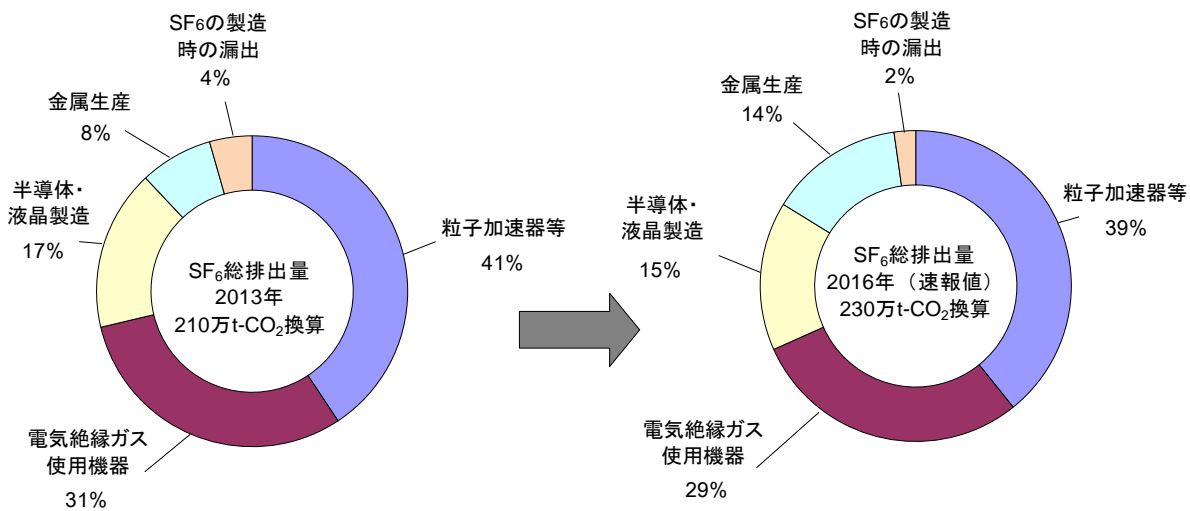 SF6の製造
時の漏出
4%
金属生産
8%
半導体・
液晶製造
17%
粒子加速器等
41%
SF6総排出量
2013年
210万t-CO2換算
電気絶縁ガス
使用機器
31%
SF6の製造
時の漏出
2%
金属生産
14%
半導体・
液晶製造
15%
粒子加速器等
39%
SF6総排出量
2016年（速報値）
230万t-CO2換算
電気絶縁ガス
使用機器
29%